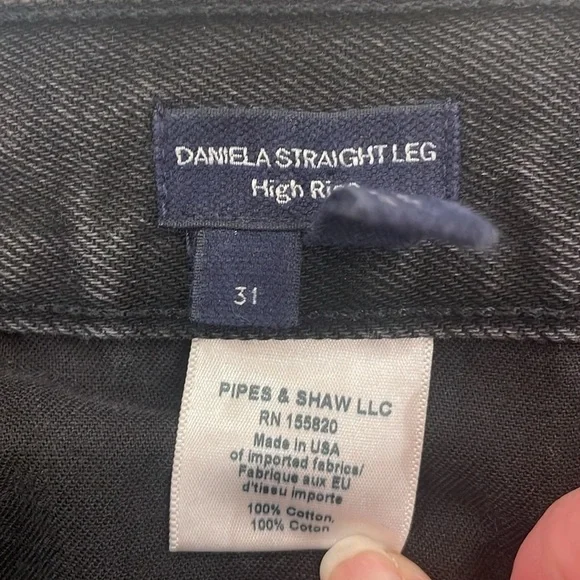 DANIELA STRAIGHT LEG
High
31
PIPES & SHAW LLC
RN 155820
Made in USA
of imported fabrics/
Fabrique aux EU
d'tissu importe
100% Cotton,
100% Coton